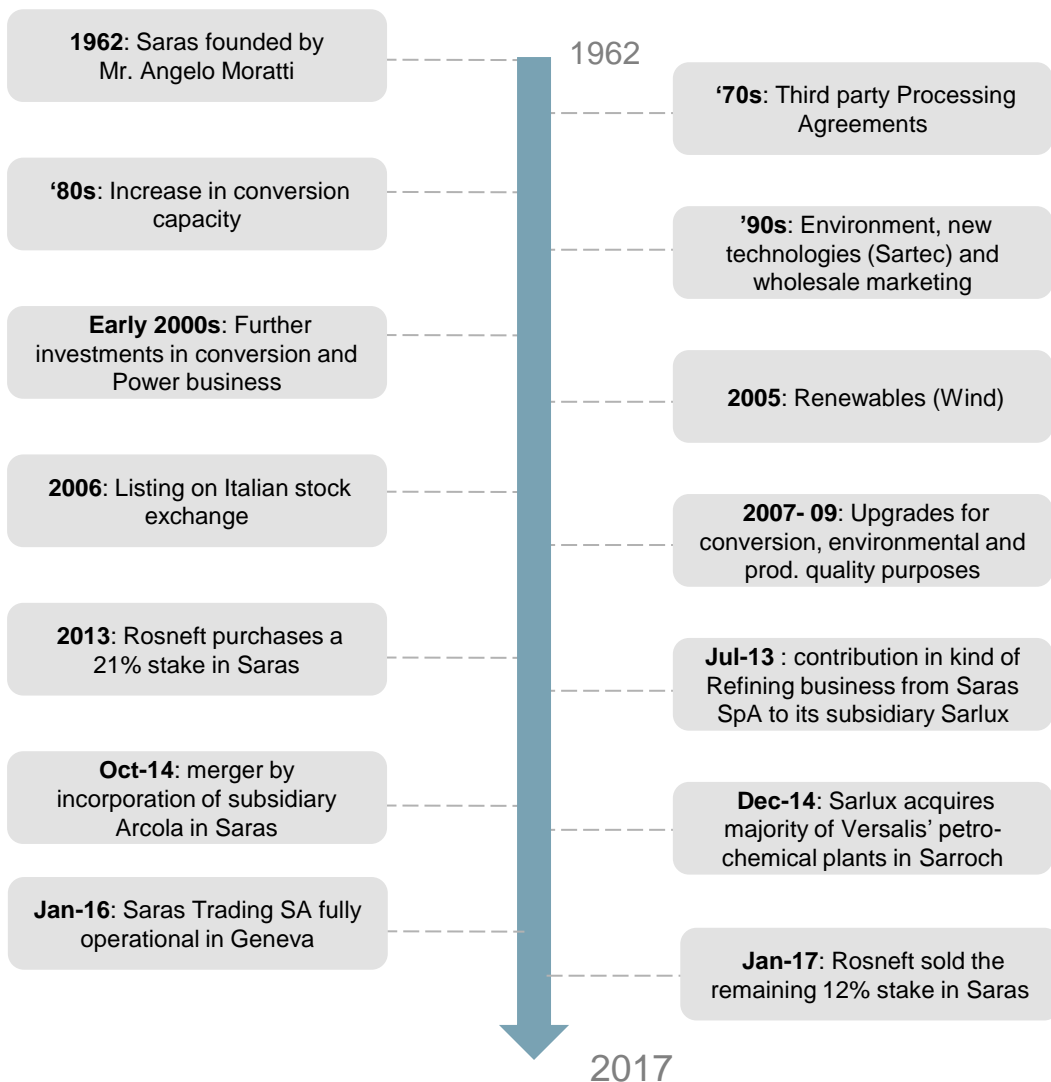 1962: Saras founded by
Mr. Angelo Moratti
1962
‘70s: Third party Processing
Agreements
‘80s: Increase in conversion
capacity
’90s: Environment, new
technologies (Sartec) and
wholesale marketing
Early 2000s: Further
investments in conversion and
Power business
2005: Renewables (Wind)
2006: Listing on Italian stock
exchange
2007- 09: Upgrades for
conversion, environmental and
prod. quality purposes
2013: Rosneft purchases a
21% stake in Saras
Jul-13 : contribution in kind of
Refining business from Saras
SpA to its subsidiary Sarlux
Oct-14: merger by
incorporation of subsidiary
Arcola in Saras
Dec-14: Sarlux acquires
majority of Versalis’ petro-
chemical plants in Sarroch
Jan-16: Saras Trading SA fully
operational in Geneva
Jan-17: Rosneft sold the
remaining 12% stake in Saras
2017